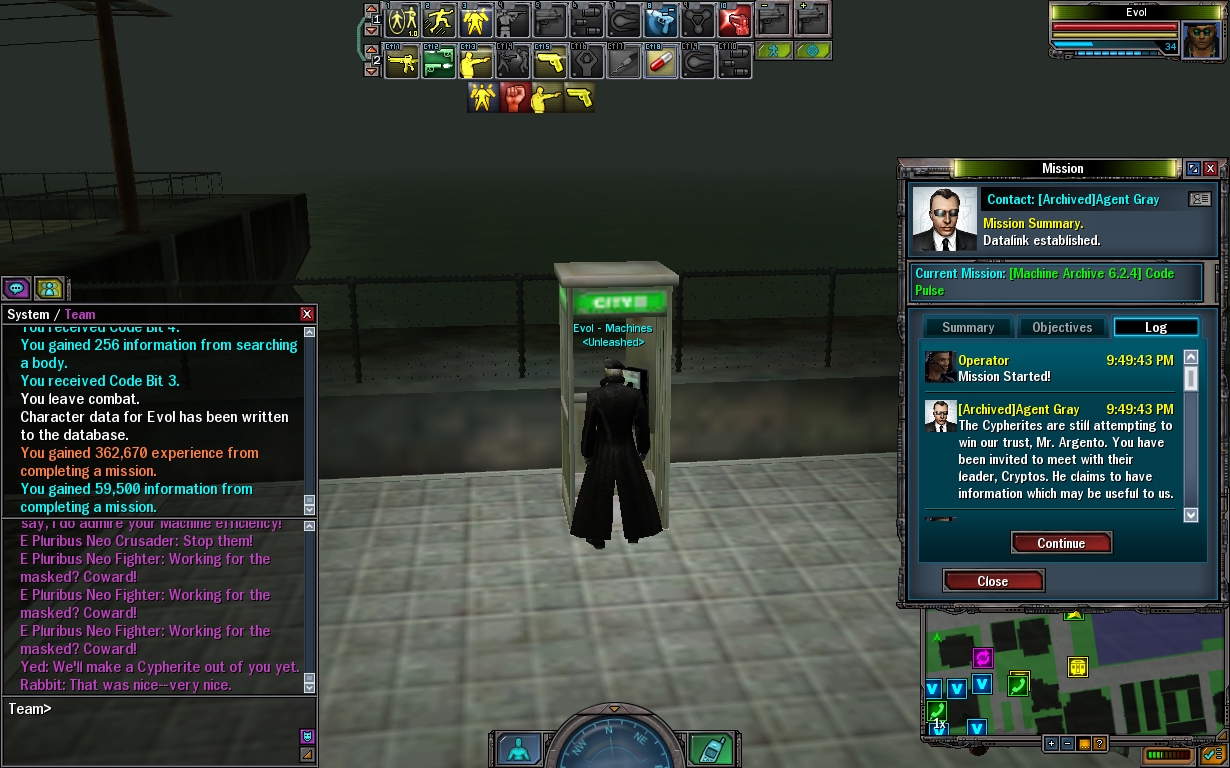 1
2
1.0
Ctrl1
Ctrl2
Evol
34
Mission
Contact: [Archived]Agent Gray
Mission Summary.
Datalink established.
Current Mission: [Machine Archive 6.2.4] Code
Pulse
Summary
Objectives
Log
Operator 9:49:43 PM
Mission Started!
[Archived]Agent Gray 9:49:43 PM
The Cypherites are still attempting to
win our trust, Mr. Argento. You have
been invited to meet with their
leader, Cryptos. He claims to have
information which may be useful to us.
Continue
Close
CITY
Evol - Machines
<Unleashed>
System / Team
You received Code Bit 4.
You gained 256 information from searching
a body.
You received Code Bit 3.
You leave combat.
Character data for Evol has been written
to the database.
You gained 362,670 experience from
completing a mission.
You gained 59,500 information from
completing a mission.
say, I do admire your Machine efficiency!
E Pluribus Neo Crusader: Stop them!
E Pluribus Neo Fighter: Working for the
masked? Coward!
E Pluribus Neo Fighter: Working for the
masked? Coward!
E Pluribus Neo Fighter: Working for the
masked? Coward!
Yed: We'll make a Cypherite out of you yet.
Rabbit: That was nice--very nice.
Team>
NW
N
NE
1x